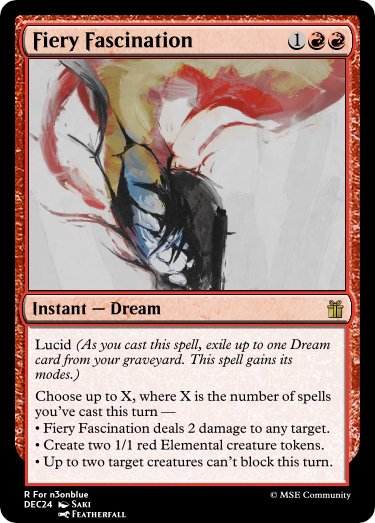 Fiery Fascination 1
Instant — Dream
Lucid (As you cast this spell, exile up to one Dream
card from your graveyard. This spell gains its
modes.)
Choose up to X, where X is the number of spells
you've cast this turn —
• Fiery Fascination deals 2 damage to any target.
• Create two 1/1 red Elemental creature tokens.
• Up to two target creatures can't block this turn.
R For n3onblue
© MSE Community
DEC24 Saki
Featherfall